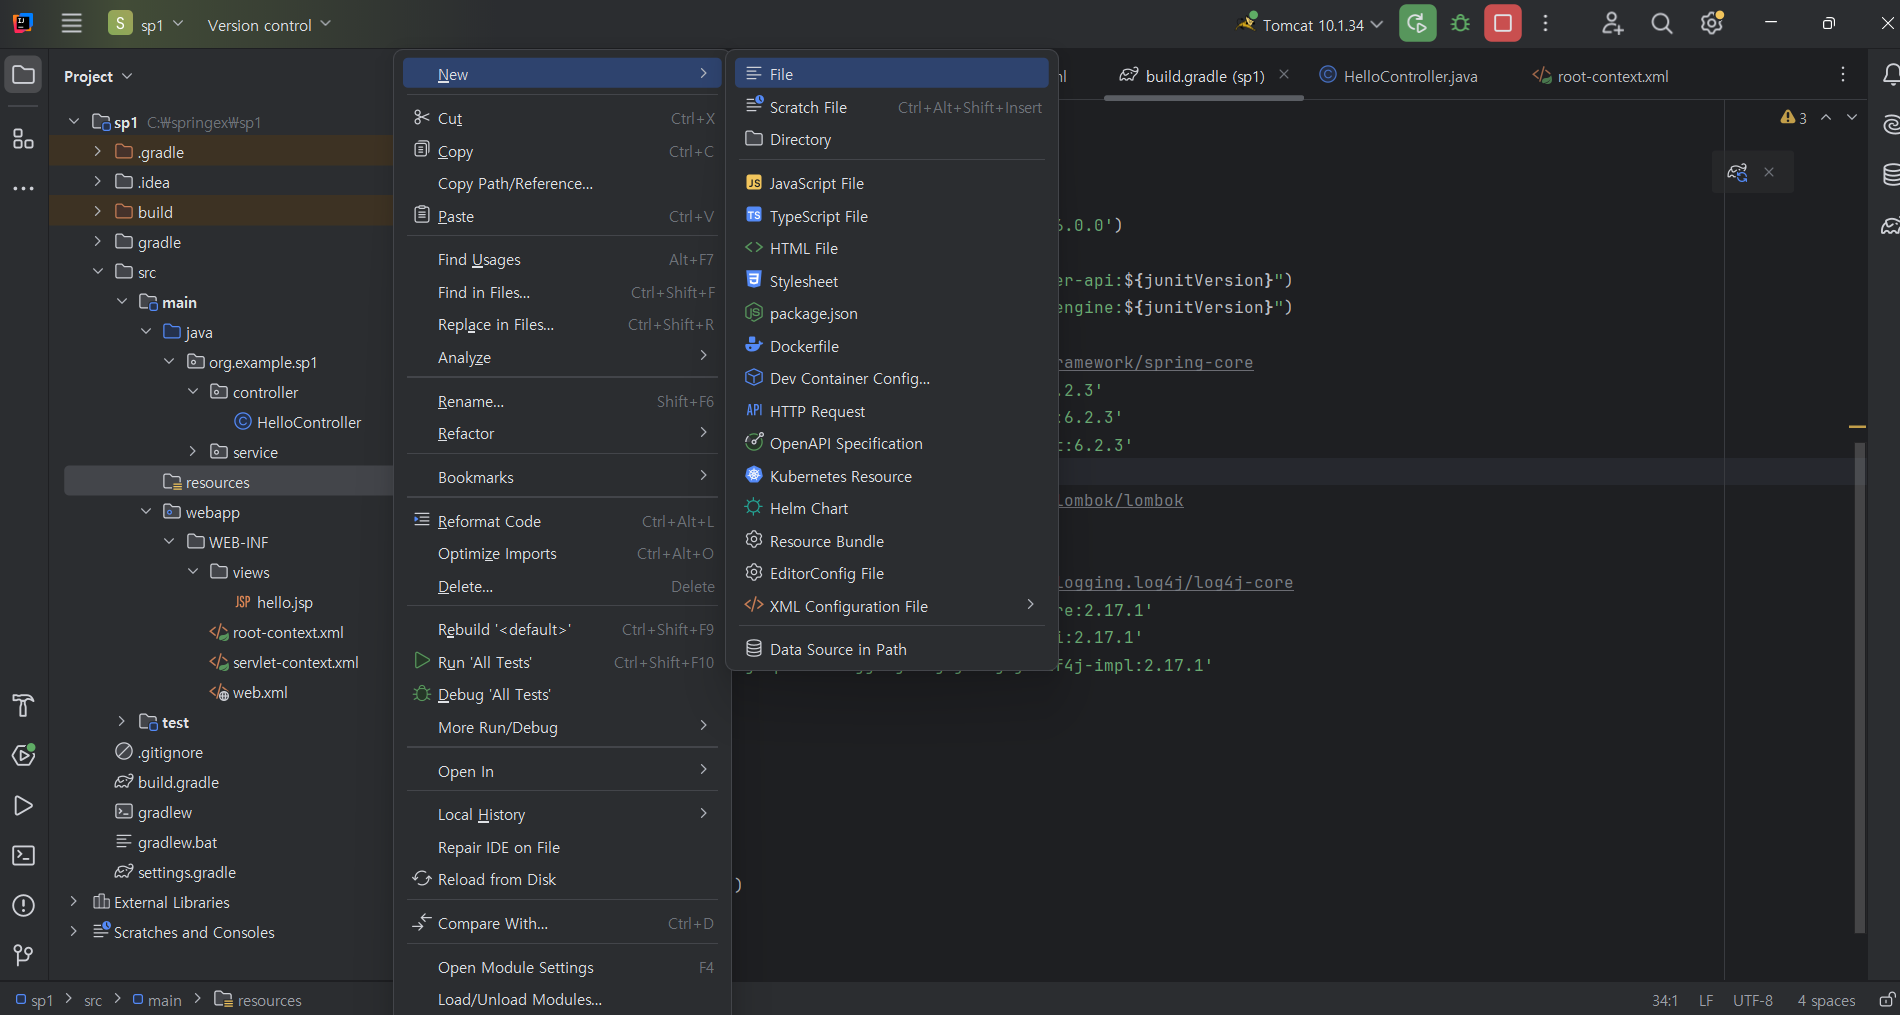 S sp1 Version control Tomcat 10.1.34
Project
sp1 C:₩springex₩sp1
.gradle
.idea
build
gradle
src
main
java
org.example.sp1
controller
HelloController
service
resources
webapp
WEB-INF
views
JSP hello.jsp
root-context.xml
servlet-context.xml
web.xml
test
.gitignore
build.gradle
gradlew
gradlew.bat
settings.gradle
External Libraries
Scratches and Consoles
New
Cut Ctrl+X
Copy Ctrl+C
Copy Path/Reference...
Paste Ctrl+V
Find Usages Alt+F7
Find in Files... Ctrl+Shift+F
Replace in Files... Ctrl+Shift+R
Analyze
Rename... Shift+F6
Refactor
Bookmarks
Reformat Code Ctrl+Alt+L
Optimize Imports Ctrl+Alt+O
Delete... Delete
Rebuild '<default>' Ctrl+Shift+F9
Run 'All Tests' Ctrl+Shift+F10
Debug 'All Tests'
More Run/Debug
Open In
Local History
Repair IDE on File
Reload from Disk
Compare With... Ctrl+D
Open Module Settings F4
Load/Unload Modules...
File
Scratch File Ctrl+Alt+Shift+Insert
Directory
JS JavaScript File
TS TypeScript File
<> HTML File
Stylesheet
package.json
Dockerfile
Dev Container Config...
API HTTP Request
OpenAPI Specification
Kubernetes Resource
Helm Chart
Resource Bundle
EditorConfig File
</> XML Configuration File
Data Source in Path
build.gradle (sp1) HelloController.java root-context.xml
3
.0.0')
er-api:${junitVersion}")
engine:${junitVersion}")
ramework/spring-core
.2.3'
:6.2.3'
:6.2.3'
lombok/lombok
logging.log4j/log4j-core
re:2.17.1'
i:2.17.1'
f4j-impl:2.17.1'
)
sp1 > src > main > resources
34:1 LF UTF-8 4 spaces